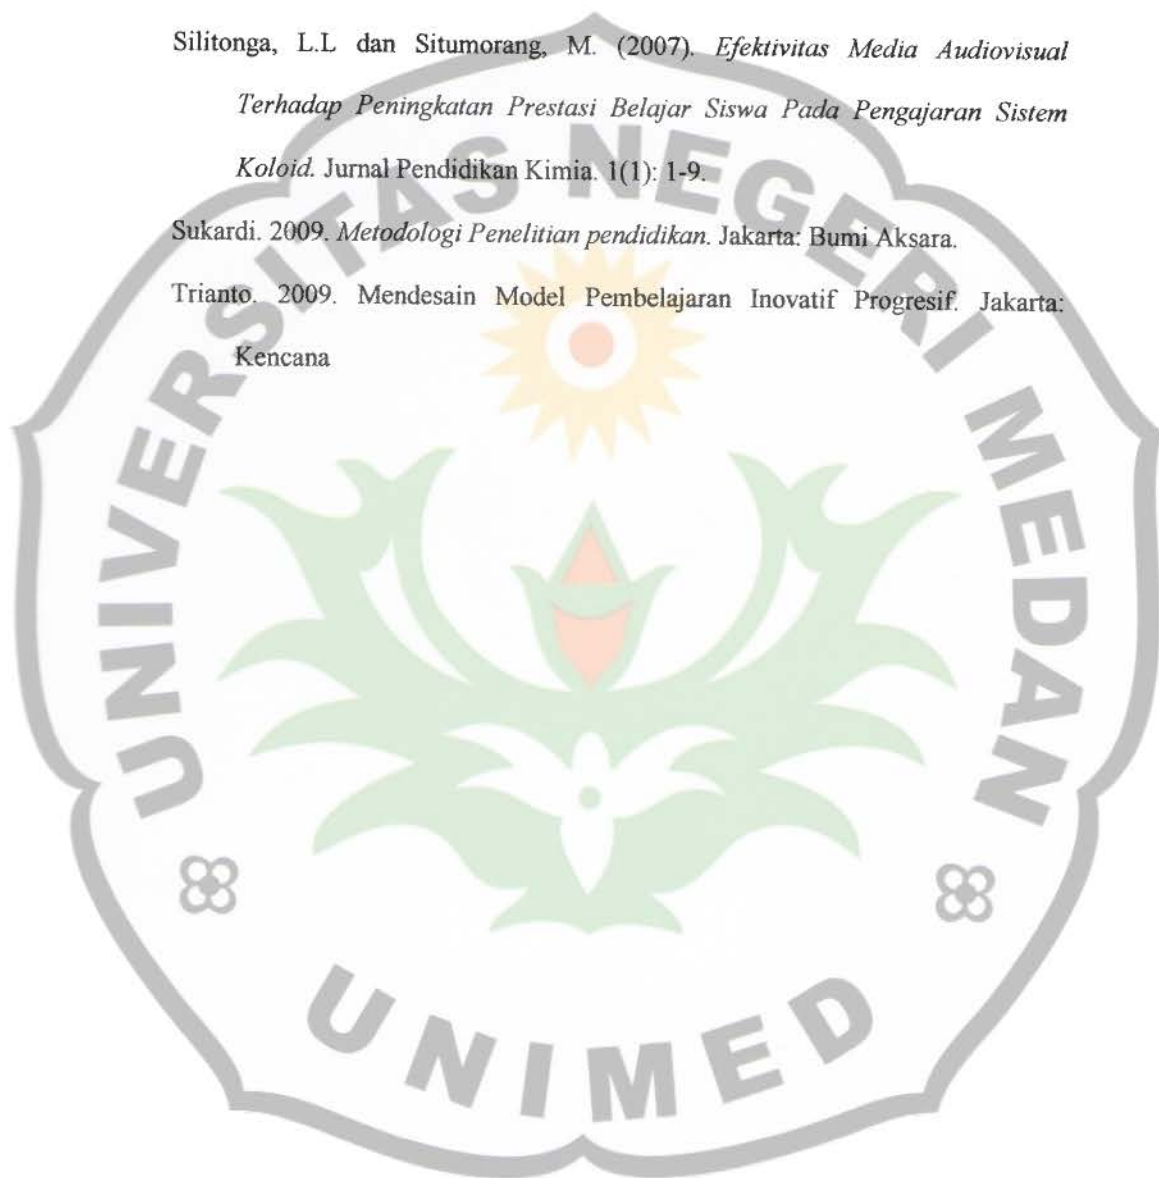 Silitonga, L.L dan Situmorang, M. (2007). Efektivitas Media Audiovisual
Terhadap Peningkatan Prestasi Belajar Siswa Pada Pengajaran Sistem
Koloid. Jurnal Pendidikan Kimia. 1(1): 1-9.
Sukardi. 2009. Metodologi Penelitian pendidikan. Jakarta: Bumi Aksara.
Trianto. 2009. Mendesain Model Pembelajaran Inovatif Progresif. Jakarta:
Kencana
UNIVERSITAS NEGERI MEDAN
UNIMED